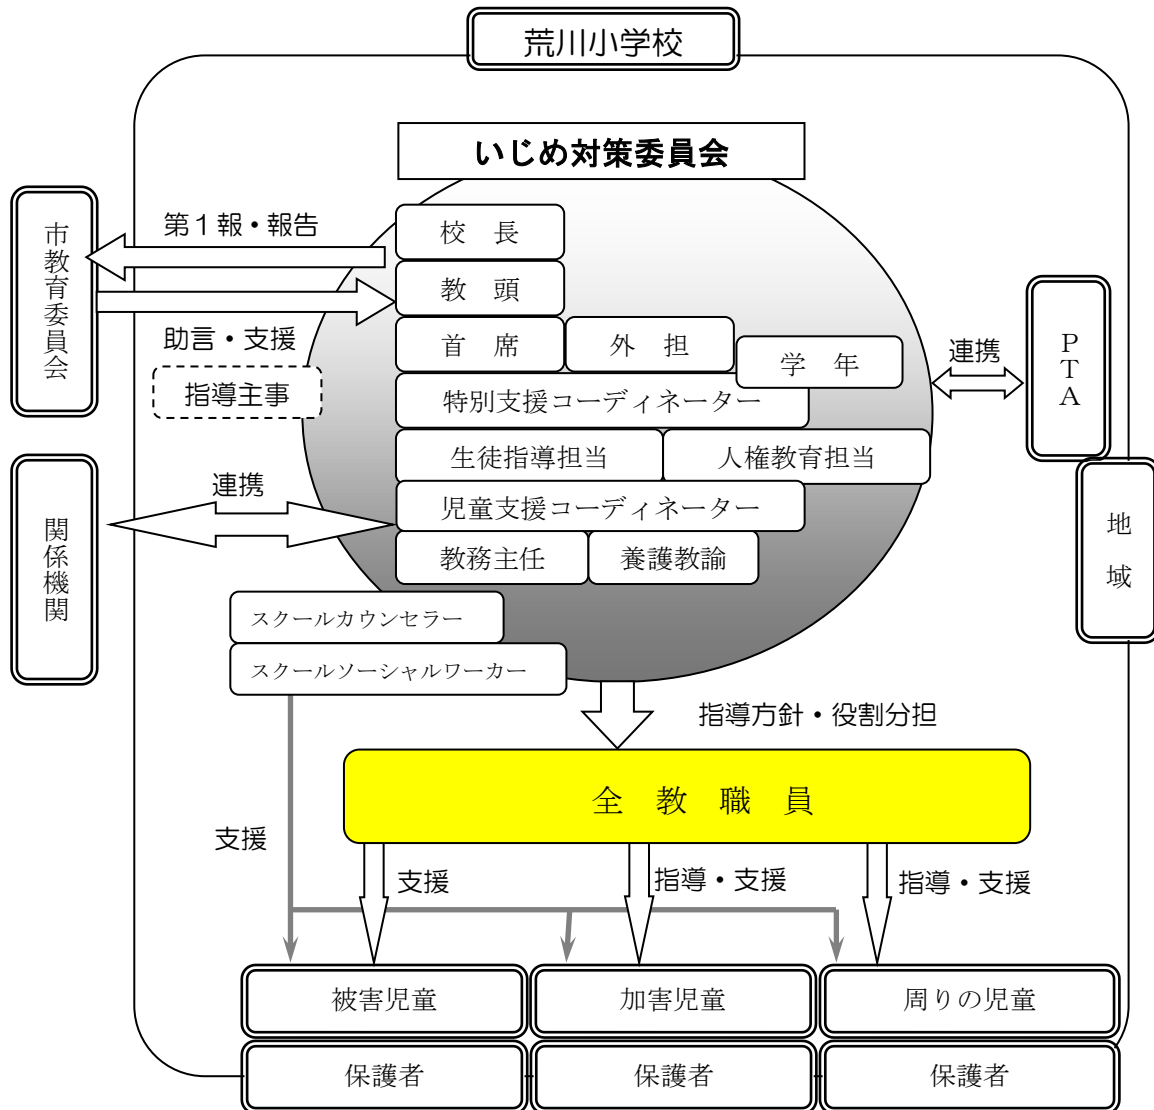 荒川小学校
いじめ対策委員会
市教育委員会
第１報・報告
助言・支援
指導主事
校　長
教　頭
首　席
外　担
学　年
特別支援コーディネーター
生徒指導担当
人権教育担当
児童支援コーディネーター
教務主任
養護教諭
連携
ＰＴＡ
地　域
連携
関係機関
スクールカウンセラー
スクールソーシャルワーカー
指導方針・役割分担
全　教　職　員
支援
支援
指導・支援
指導・支援
被害児童
加害児童
周りの児童
保護者
保護者
保護者